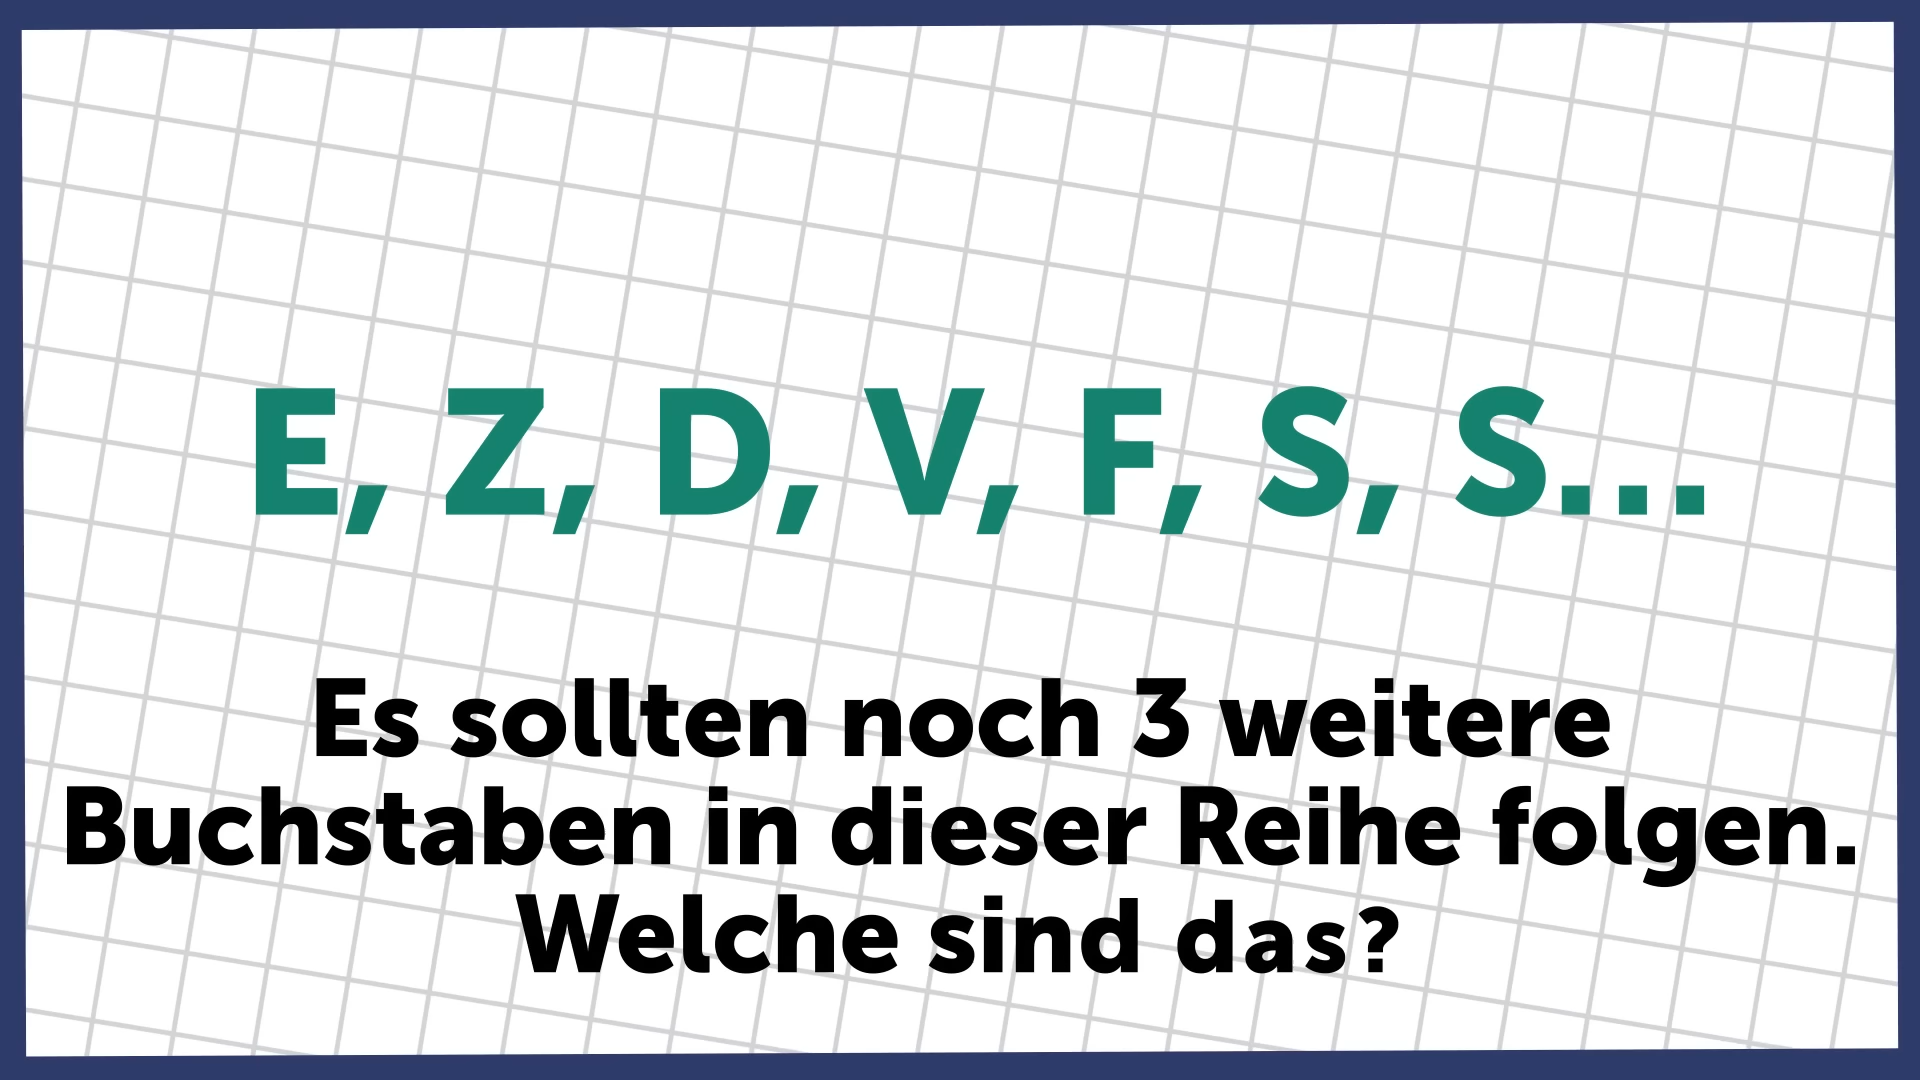 E, Z, D, V, F, S, S...
Es sollten noch 3 weitere
Buchstaben in dieser Reihe folgen.
Welche sind das?